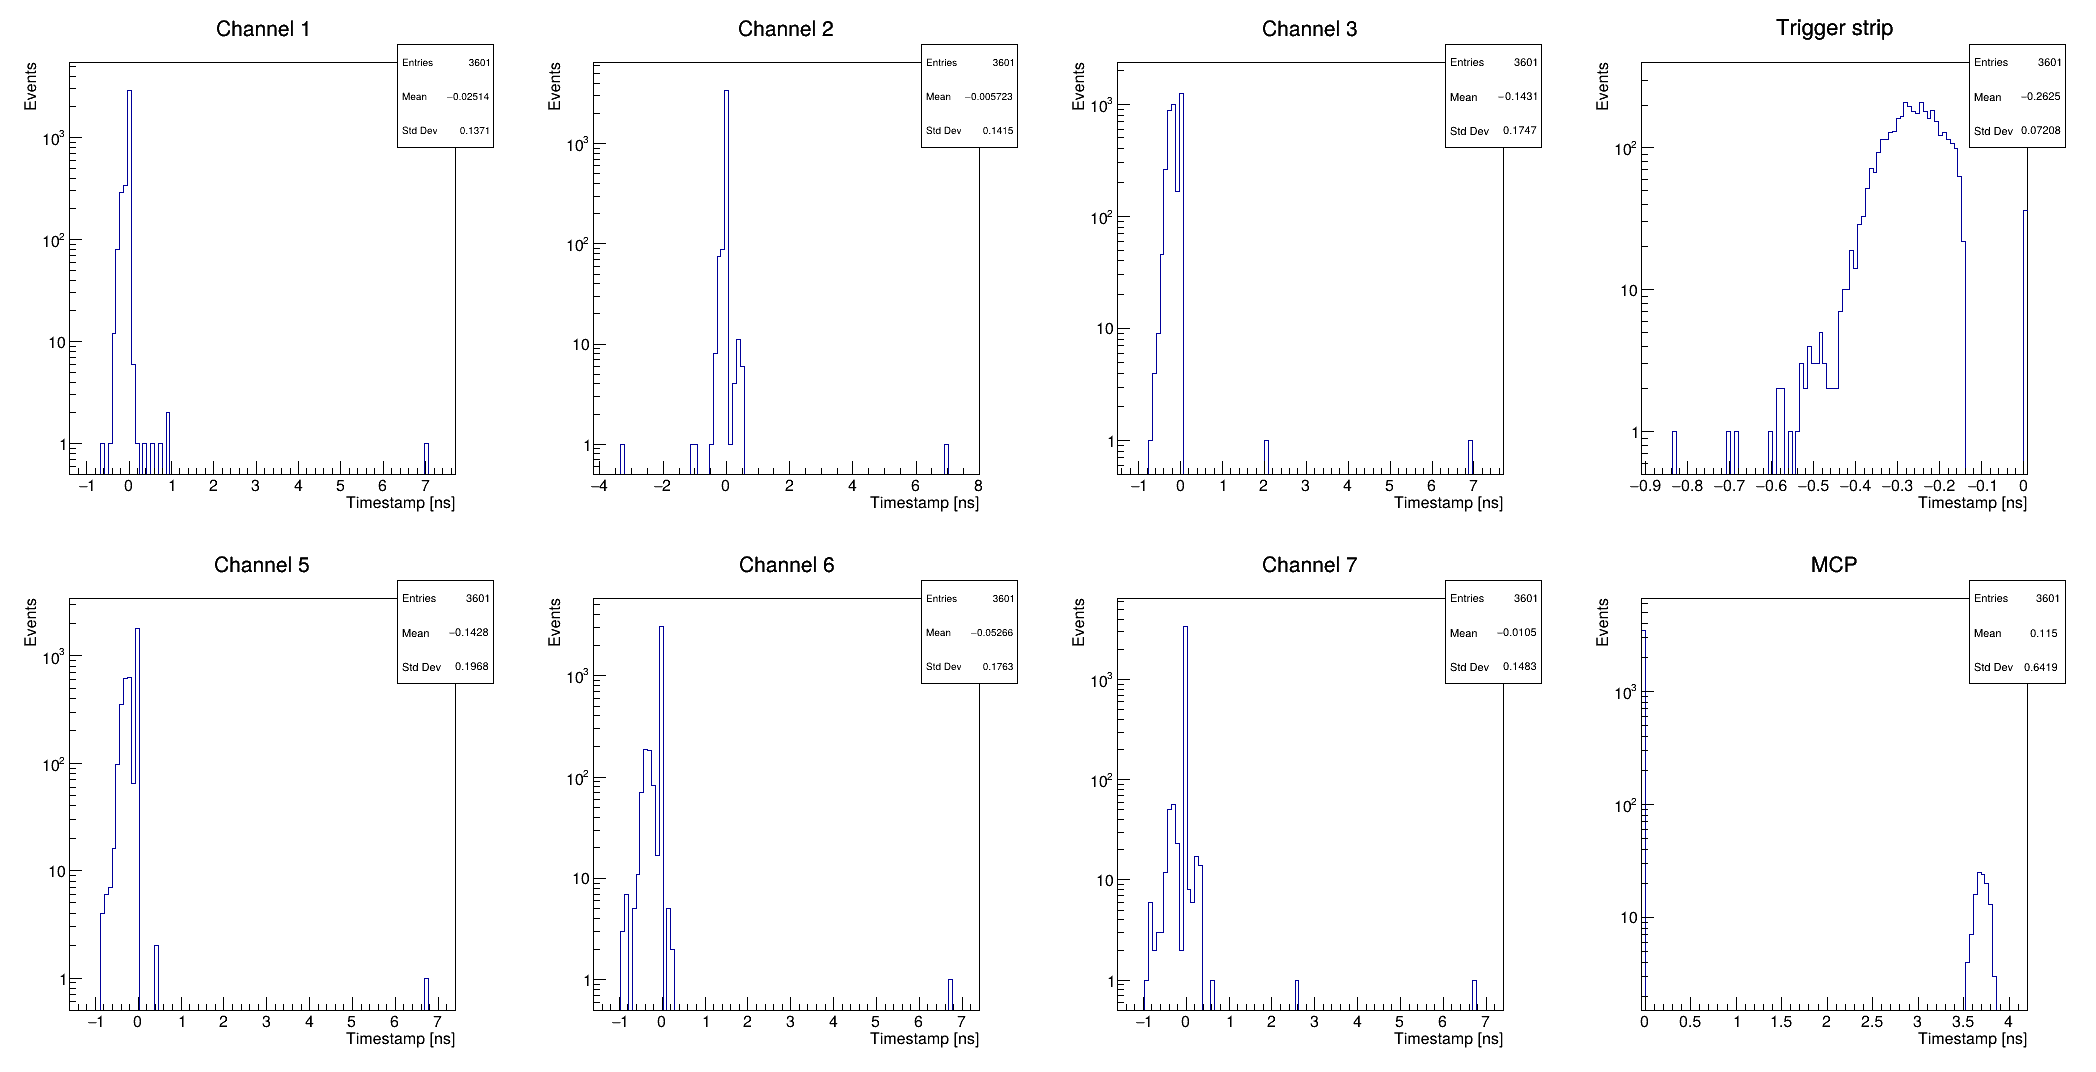 Channel 1
Events
Entries 3601
Mean −0.02514
Std Dev 0.1371
10³
10²
10
1
−1 0 1 2 3 4 5 6 7
Timestamp [ns]
Channel 2
Events
Entries 3601
Mean −0.005723
Std Dev 0.1415
10³
10²
10
1
−4 −2 0 2 4 6 8
Timestamp [ns]
Channel 3
Events
Entries 3601
Mean −0.1431
Std Dev 0.1747
10³
10²
10
1
−1 0 1 2 3 4 5 6 7
Timestamp [ns]
Trigger strip
Events
Entries 3601
Mean −0.2625
Std Dev 0.07208
10²
10
1
−0.9 −0.8 −0.7 −0.6 −0.5 −0.4 −0.3 −0.2 −0.1 0
Timestamp [ns]
Channel 5
Events
Entries 3601
Mean −0.1428
Std Dev 0.1968
10³
10²
10
1
−1 0 1 2 3 4 5 6 7
Timestamp [ns]
Channel 6
Events
Entries 3601
Mean −0.05266
Std Dev 0.1763
10³
10²
10
1
−1 0 1 2 3 4 5 6 7
Timestamp [ns]
Channel 7
Events
Entries 3601
Mean −0.0105
Std Dev 0.1483
10³
10²
10
1
−1 0 1 2 3 4 5 6 7
Timestamp [ns]
MCP
Events
Entries 3601
Mean 0.115
Std Dev 0.6419
10³
10²
10
0 0.5 1 1.5 2 2.5 3 3.5 4
Timestamp [ns]